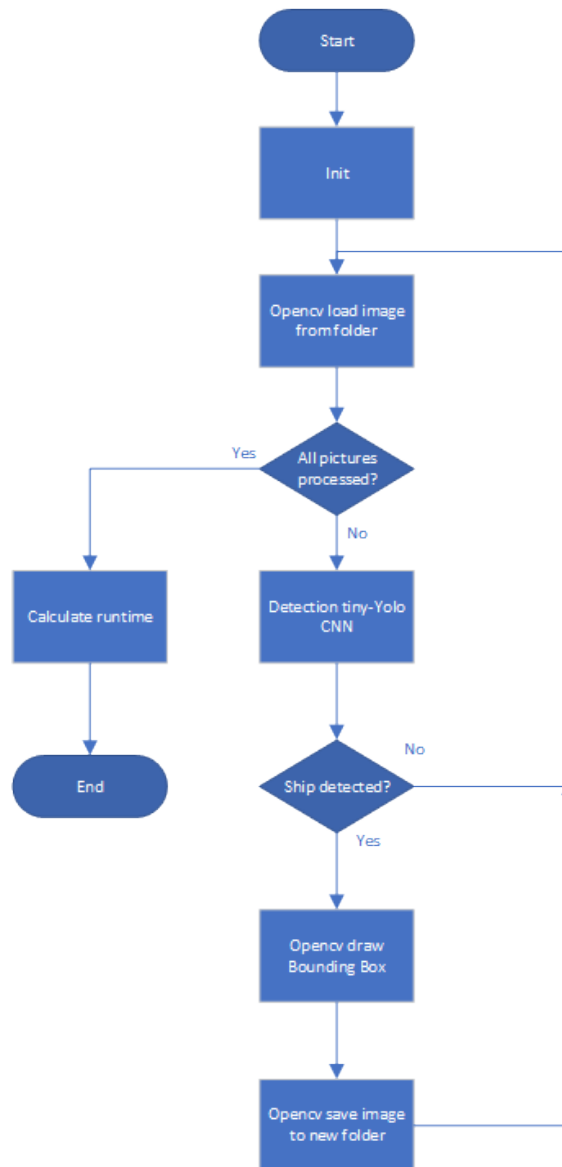 Start
Init
Opencv load image
from folder
Yes
All pictures
processed?
No
Calculate runtime
Detection tiny-Yolo
CNN
No
End
Ship detected?
Yes
Opencv draw
Bounding Box
Opencv save image
to new folder